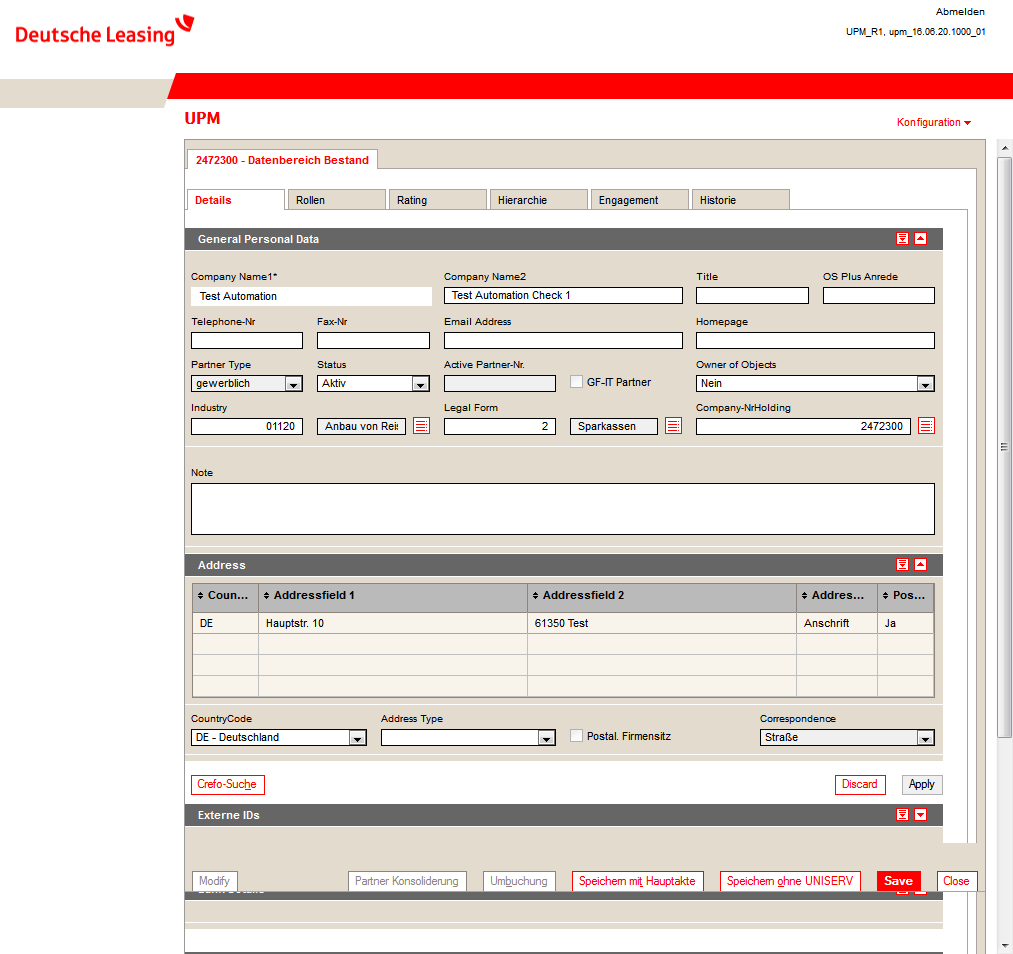 Abmelden
Deutsche Leasing
UPM_R1, upm_16.06.20.1000_01
UPM
Konfiguration
2472300 - Datenbereich Bestand
Details Rollen Rating Hierarchie Engagement Historie
General Personal Data
Company Name1* Company Name2 Title OS Plus Anrede
Test Automation Test Automation Check 1
Telephone-Nr Fax-Nr Email Address Homepage
Partner Type Status Active Partner-Nr. Owner of Objects
gewerblich Aktiv GF-IT Partner Nein
Industry Legal Form Company-NrHolding
01120 Anbau von Reis 2 Sparkassen 2472300
Note
Address
Coun... Addressfield 1 Addressfield 2 Addres... Pos...
DE Hauptstr. 10 61350 Test Anschrift Ja
CountryCode Address Type Correspondence
DE - Deutschland Postal. Firmensitz Straße
Crefo-Suche Discard Apply
Externe IDs
Modify Partner Konsolidierung Umbuchung Speichern mit Hauptakte Speichern ohne UNISERV Save Close